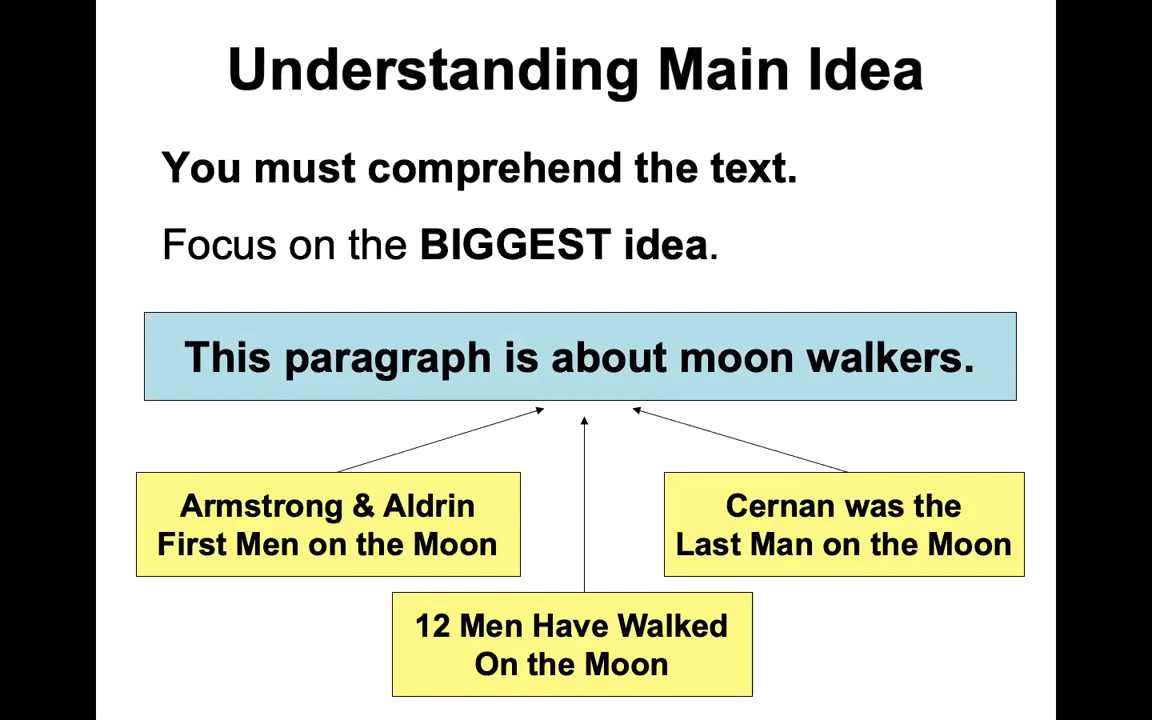 Understanding Main Idea
You must comprehend the text.
Focus on the BIGGEST idea.
This paragraph is about moon walkers.
Armstrong & Aldrin
First Men on the Moon
Cernan was the
Last Man on the Moon
12 Men Have Walked
On the Moon